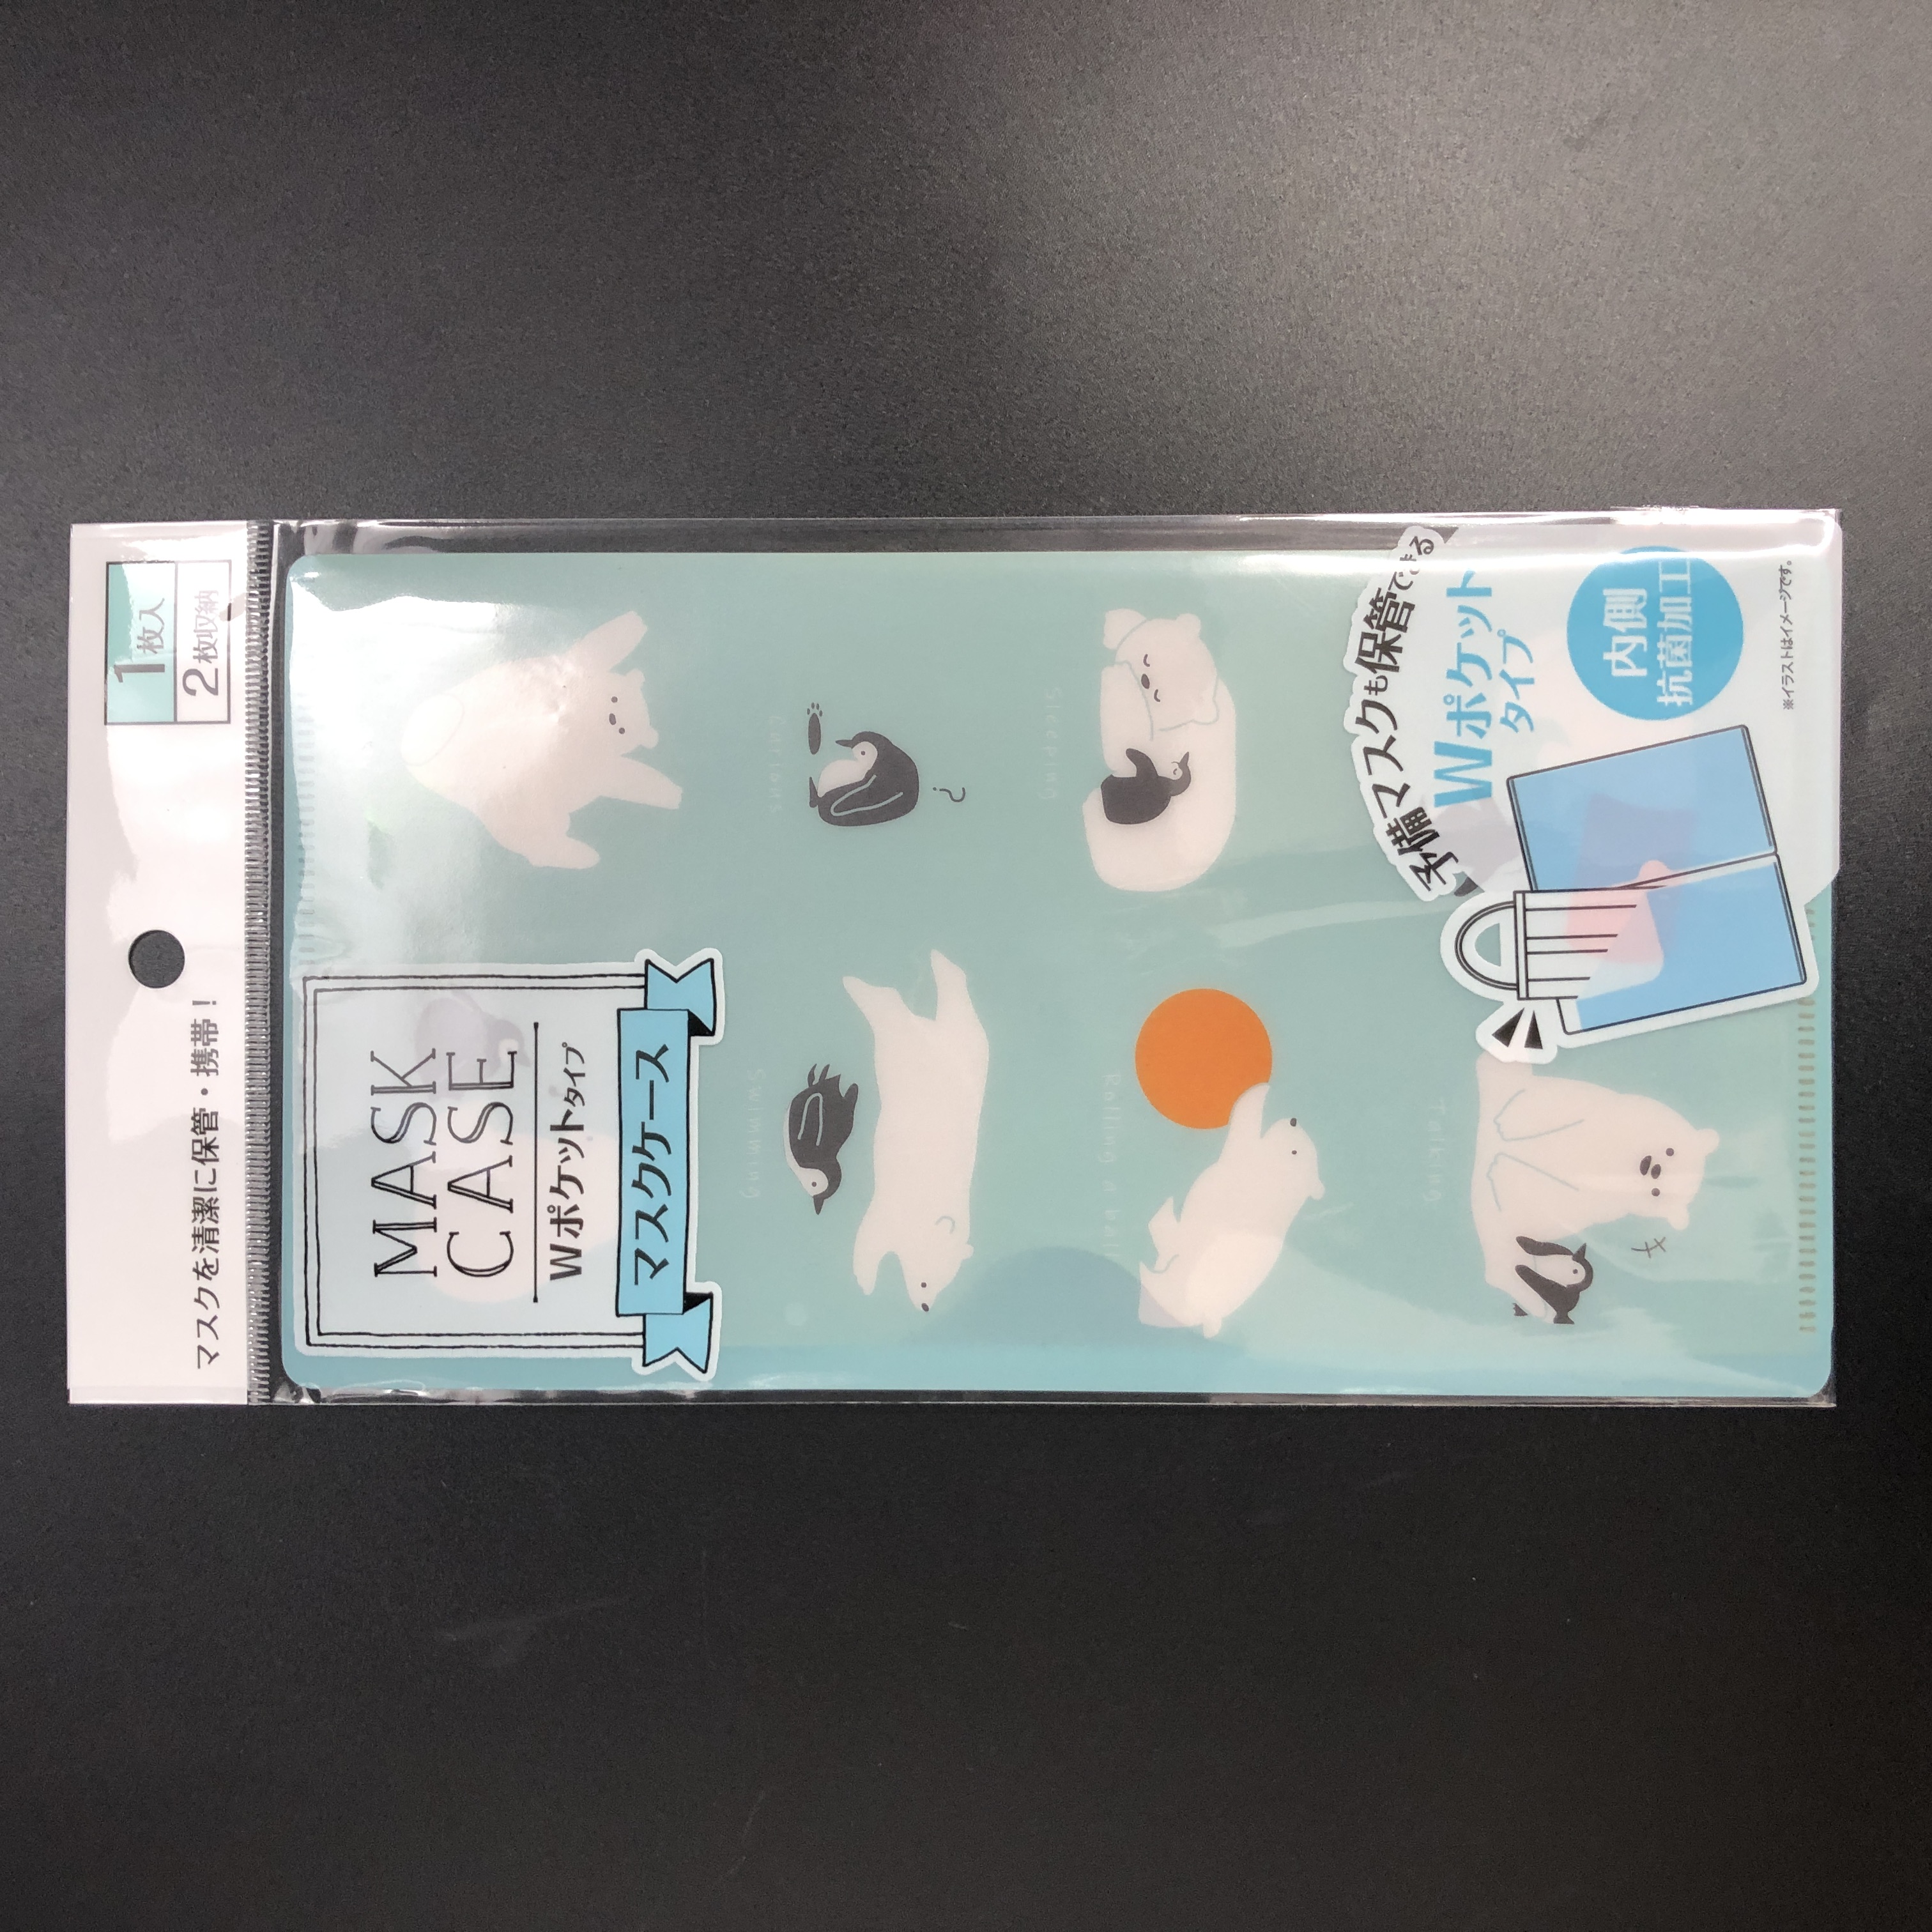 マスクを清潔に保管・携帯！
1枚入
2枚収納
MASK
CASE
Wポケットタイプ
マスクケース
Curious
?
Swimming
Sleeping
Rolling a ball
Talking
予備マスクも保管できる
Wポケット
タイプ
内側
抗菌加工
※イラストはイメージです。